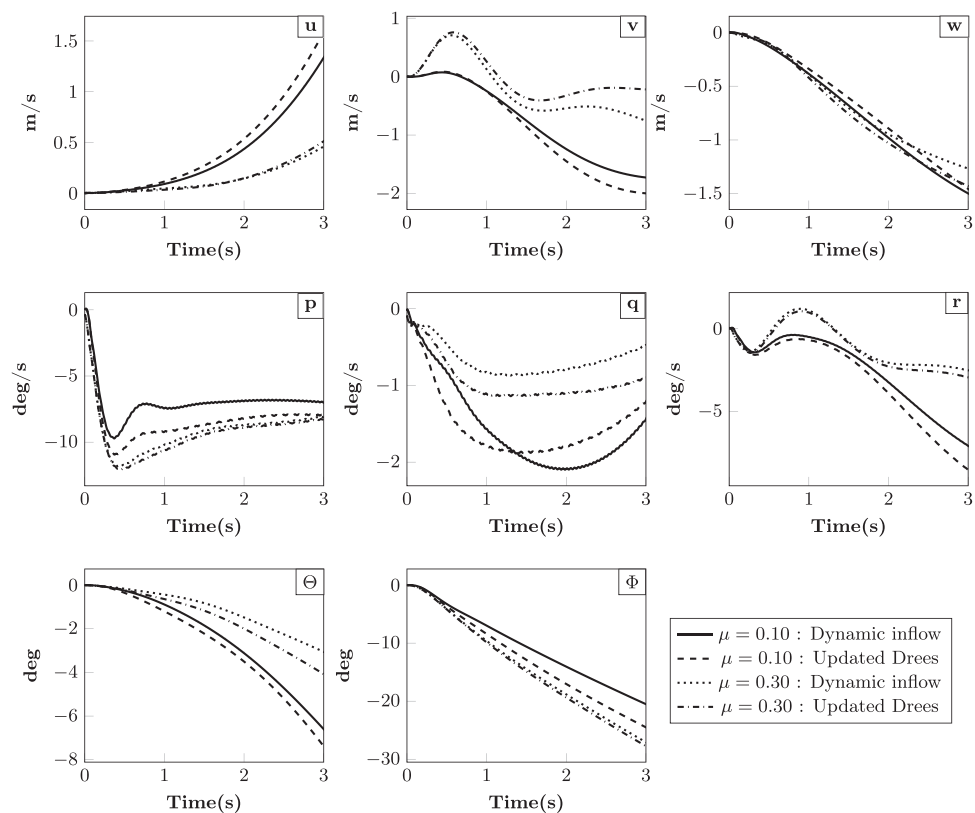 u
v
w
1.5
1
0.5
0
m/s
0 1 2 3
Time(s)
1
0
−1
−2
m/s
0 1 2 3
Time(s)
0
−0.5
−1
−1.5
m/s
0 1 2 3
Time(s)
p
q
r
0
−5
−10
deg/s
0 1 2 3
Time(s)
0
−1
−2
deg/s
0 1 2 3
Time(s)
0
−5
deg/s
0 1 2 3
Time(s)
Θ
Φ
0
−2
−4
−6
−8
deg
0 1 2 3
Time(s)
0
−10
−20
−30
deg
0 1 2 3
Time(s)
μ = 0.10 : Dynamic inflow
μ = 0.10 : Updated Drees
μ = 0.30 : Dynamic inflow
μ = 0.30 : Updated Drees